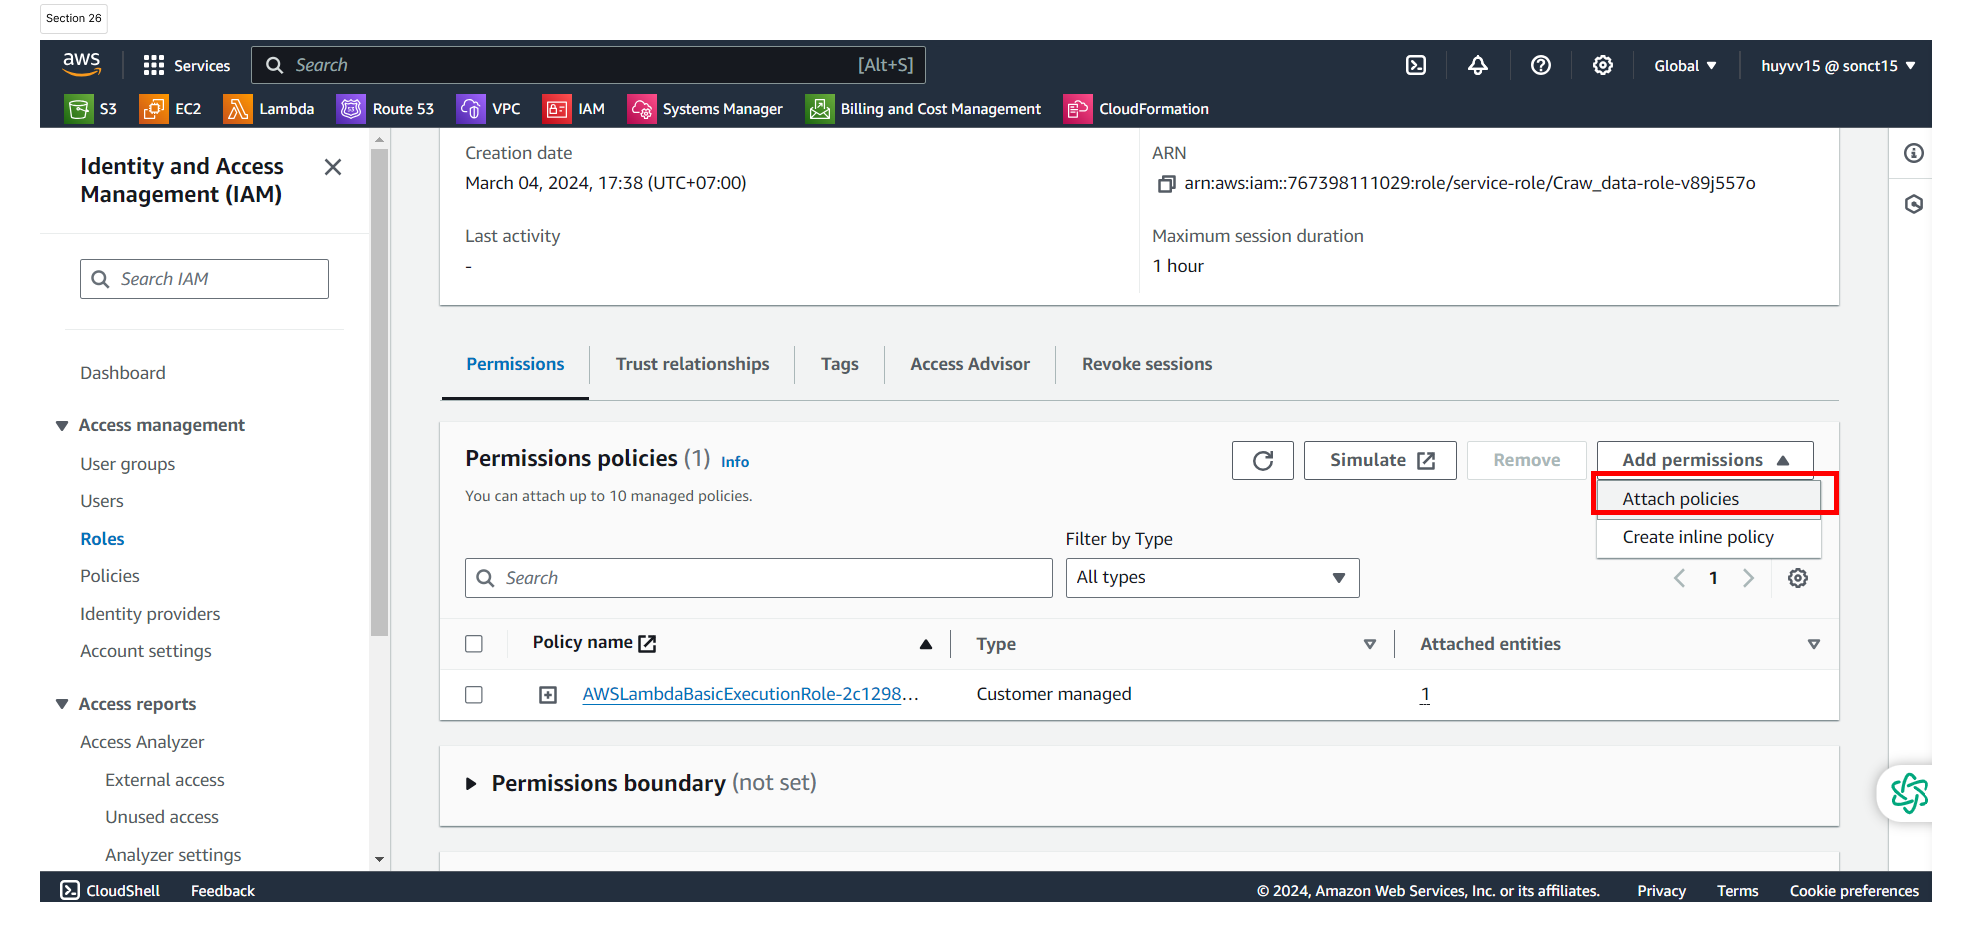 Section 26
aws
Services
Search [Alt+S]
Global ▼
huyvv15 @ sonct15 ▼
S3 EC2 Lambda Route 53 VPC IAM Systems Manager Billing and Cost Management CloudFormation
Identity and Access
Management (IAM)
Search IAM
Dashboard
Access management
User groups
Users
Roles
Policies
Identity providers
Account settings
Access reports
Access Analyzer
External access
Unused access
Analyzer settings
Creation date
March 04, 2024, 17:38 (UTC+07:00)
ARN
arn:aws:iam::767398111029:role/service-role/Craw_data-role-v89j557o
Last activity
-
Maximum session duration
1 hour
Permissions Trust relationships Tags Access Advisor Revoke sessions
Permissions policies (1) Info
You can attach up to 10 managed policies.
Simulate
Remove
Add permissions
Attach policies
Create inline policy
Filter by Type
Search
All types
1
Policy name Type Attached entities
AWSLambdaBasicExecutionRole-2c1298... Customer managed 1
Permissions boundary (not set)
CloudShell Feedback © 2024, Amazon Web Services, Inc. or its affiliates. Privacy Terms Cookie preferences